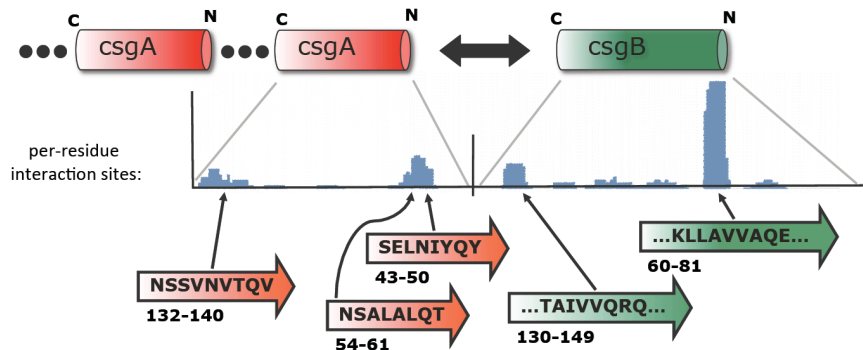 C N C N C N
csgA csgA csgB
per-residue
interaction sites:
...KLLAVVAQE...
SELNIYQY
60-81
43-50
NSSVNVTQV
NSALALQT
...TAIVVQRQ...
132-140
54-61
130-149